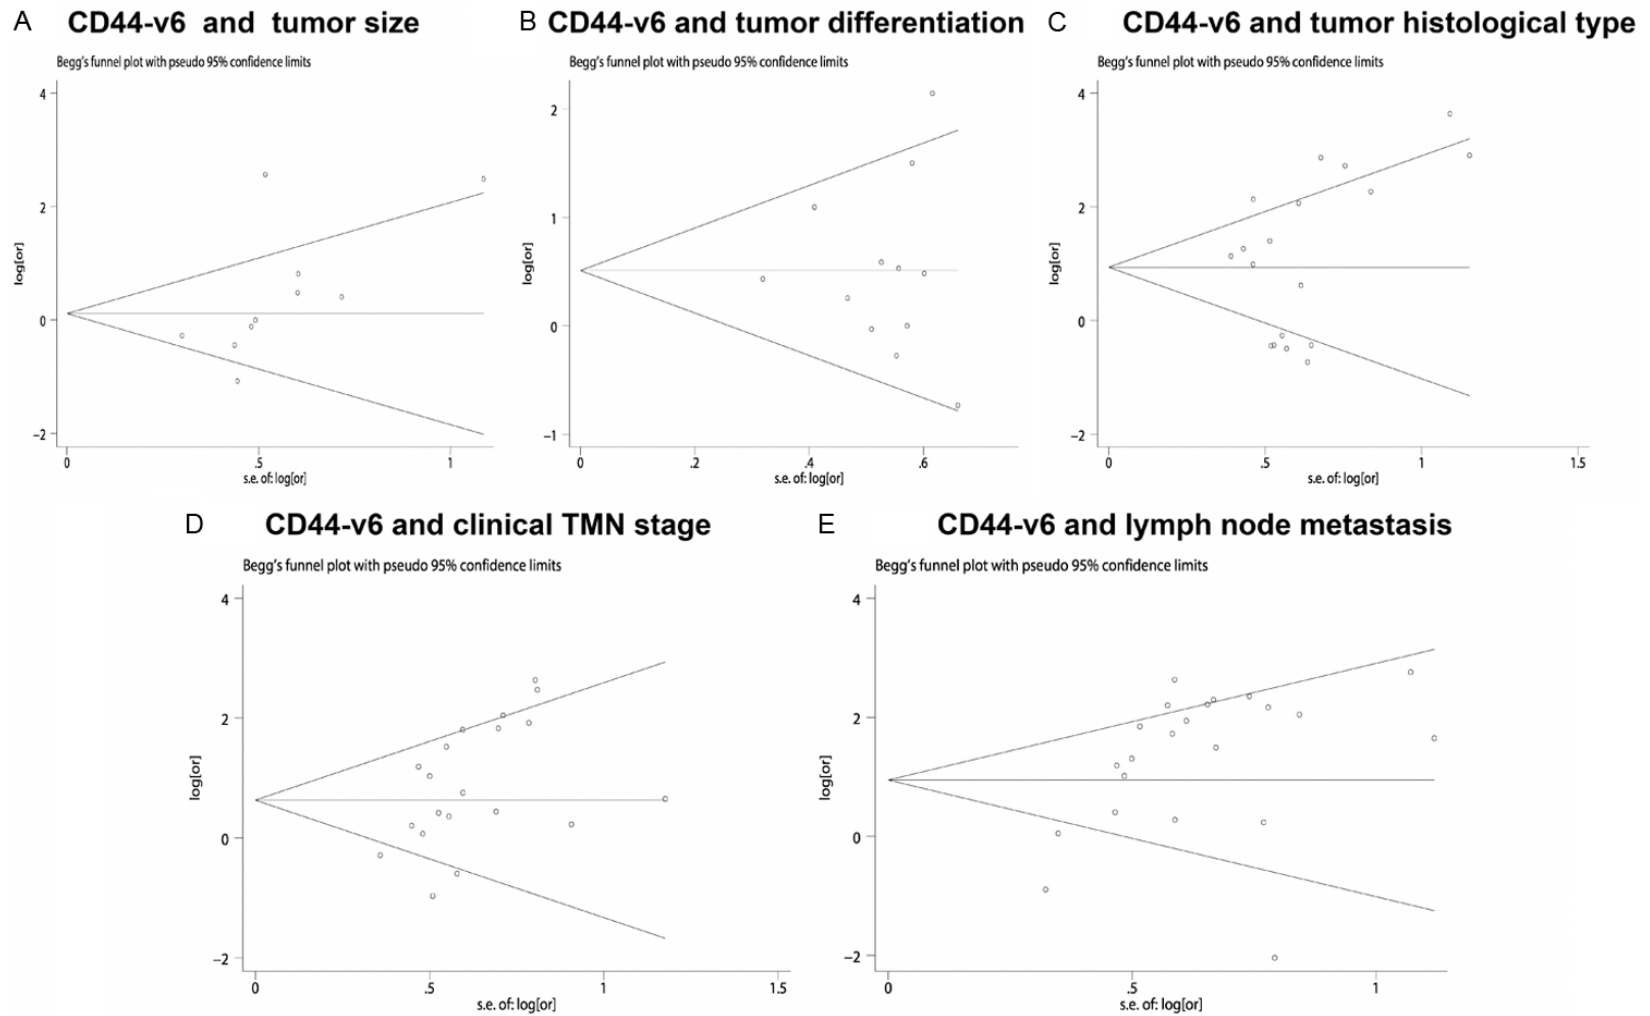 A CD44-v6 and tumor size
Begg's funnel plot with pseudo 95% confidence limits
4
2
0
−2
log[or]
0 .5 1
s.e. of: log[or]
B CD44-v6 and tumor differentiation
Begg's funnel plot with pseudo 95% confidence limits
2
1
0
−1
log[or]
0 .2 .4 .6
s.e. of: log[or]
C CD44-v6 and tumor histological type
Begg's funnel plot with pseudo 95% confidence limits
4
2
0
−2
log[or]
0 .5 1 1.5
s.e. of: log[or]
D CD44-v6 and clinical TMN stage
Begg's funnel plot with pseudo 95% confidence limits
4
2
0
−2
log[or]
0 .5 1 1.5
s.e. of: log[or]
E CD44-v6 and lymph node metastasis
Begg's funnel plot with pseudo 95% confidence limits
4
2
0
−2
log[or]
0 .5 1
s.e. of: log[or]